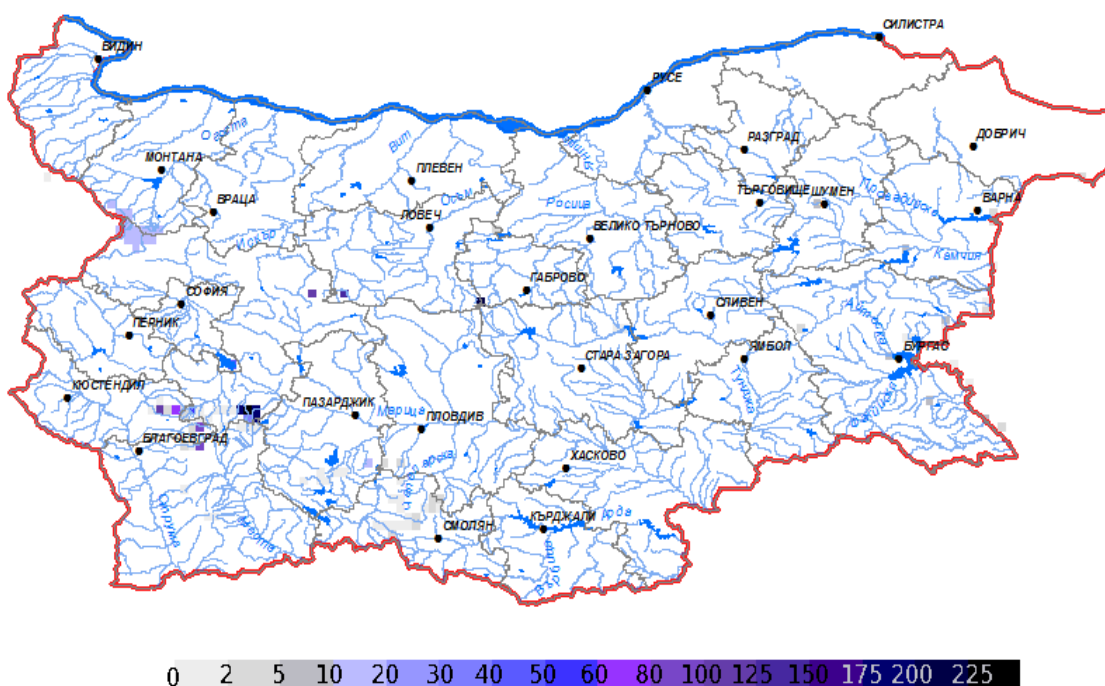 СИЛИСТРА
ВИДИН
РУСЕ
Огоста
Вит
РАЗГРАД
ДОБРИЧ
МОНТАНА
ПЛЕВЕН
ТЪРГОВИЩЕ
ШУМЕН
ВРАЦА
Осъм
Росица
ВАРНА
ЛОВЕЧ
ВЕЛИКО ТЪРНОВО
Камчия
ГАБРОВО
СОФИЯ
СЛИВЕН
ПЕРНИК
СТАРА ЗАГОРА
ЯМБОЛ
БУРГАС
КЮСТЕНДИЛ
Тунджа
ПАЗАРДЖИК
Марица
ПЛОВДИВ
БЛАГОЕВГРАД
ХАСКОВО
Струма
Места
СМОЛЯН
КЪРДЖАЛИ
0 2 5 10 20 30 40 50 60 80 100 125 150 175 200 225